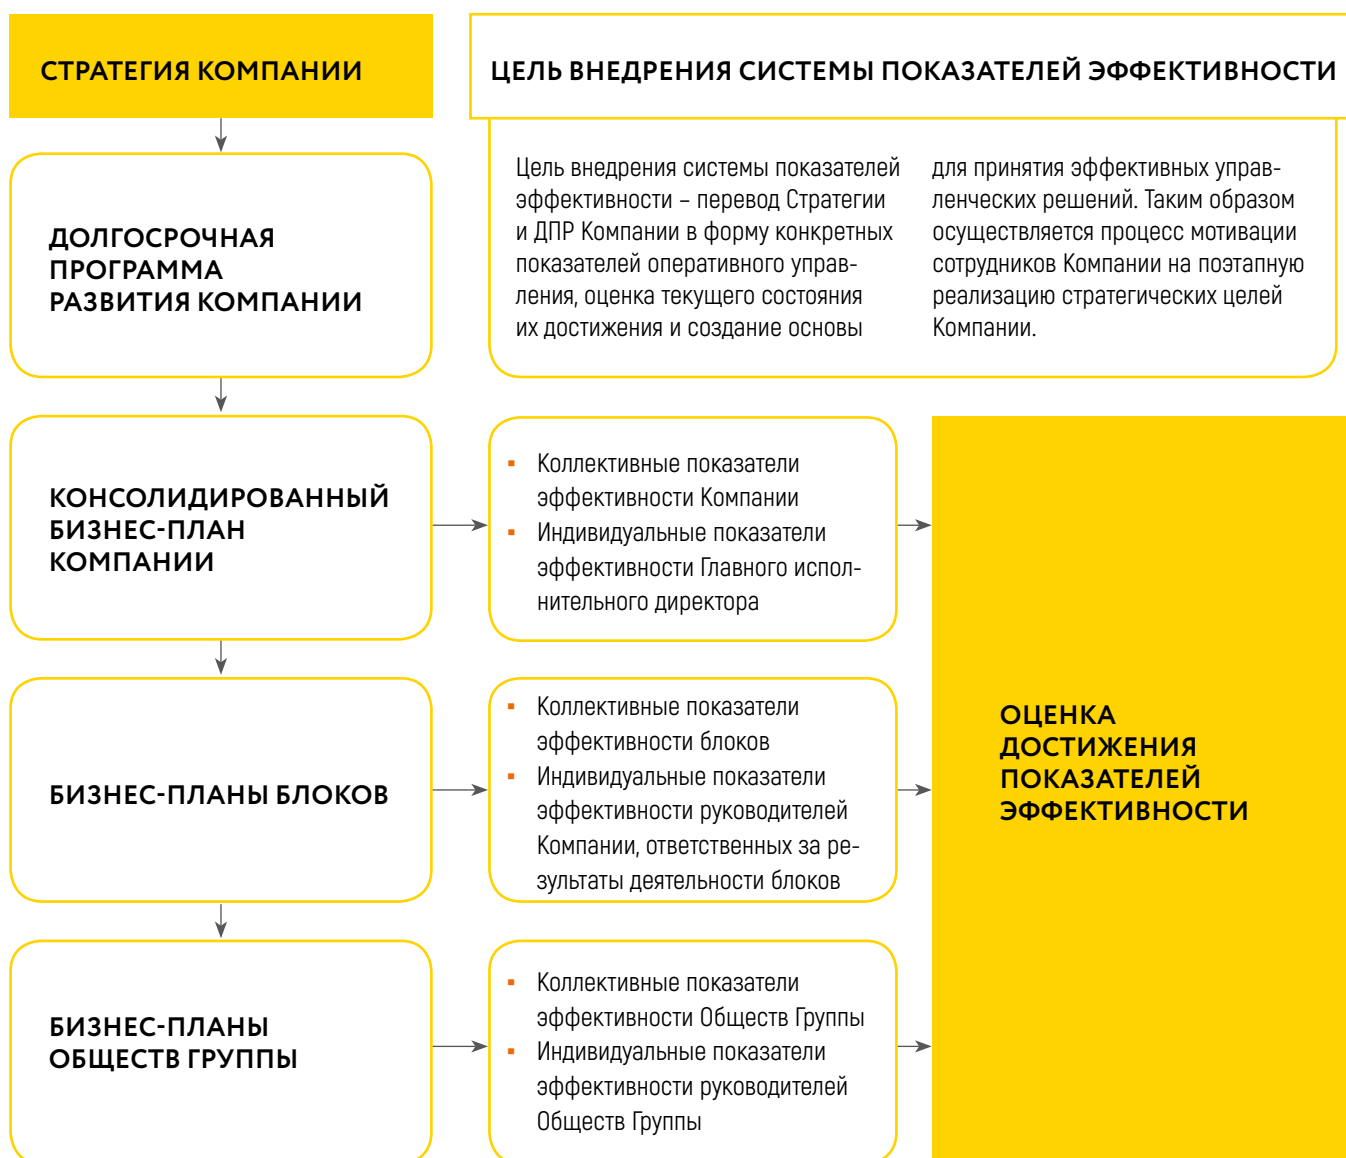 СТРАТЕГИЯ КОМПАНИИ
ЦЕЛЬ ВНЕДРЕНИЯ СИСТЕМЫ ПОКАЗАТЕЛЕЙ ЭФФЕКТИВНОСТИ
Цель внедрения системы показателей
эффективности – перевод Стратегии
и ДПР Компании в форму конкретных
показателей оперативного управ-
ления, оценка текущего состояния
их достижения и создание основы
для принятия эффективных управ-
ленческих решений. Таким образом
осуществляется процесс мотивации
сотрудников Компании на поэтапную
реализацию стратегических целей
Компании.
ДОЛГОСРОЧНАЯ
ПРОГРАММА
РАЗВИТИЯ КОМПАНИИ
КОНСОЛИДИРОВАННЫЙ
БИЗНЕС-ПЛАН
КОМПАНИИ
▪ Коллективные показатели
эффективности Компании
▪ Индивидуальные показатели
эффективности Главного испол-
нительного директора
БИЗНЕС-ПЛАНЫ БЛОКОВ
▪ Коллективные показатели
эффективности блоков
▪ Индивидуальные показатели
эффективности руководителей
Компании, ответственных за ре-
зультаты деятельности блоков
БИЗНЕС-ПЛАНЫ
ОБЩЕСТВ ГРУППЫ
▪ Коллективные показатели
эффективности Обществ Группы
▪ Индивидуальные показатели
эффективности руководителей
Обществ Группы
ОЦЕНКА
ДОСТИЖЕНИЯ
ПОКАЗАТЕЛЕЙ
ЭФФЕКТИВНОСТИ